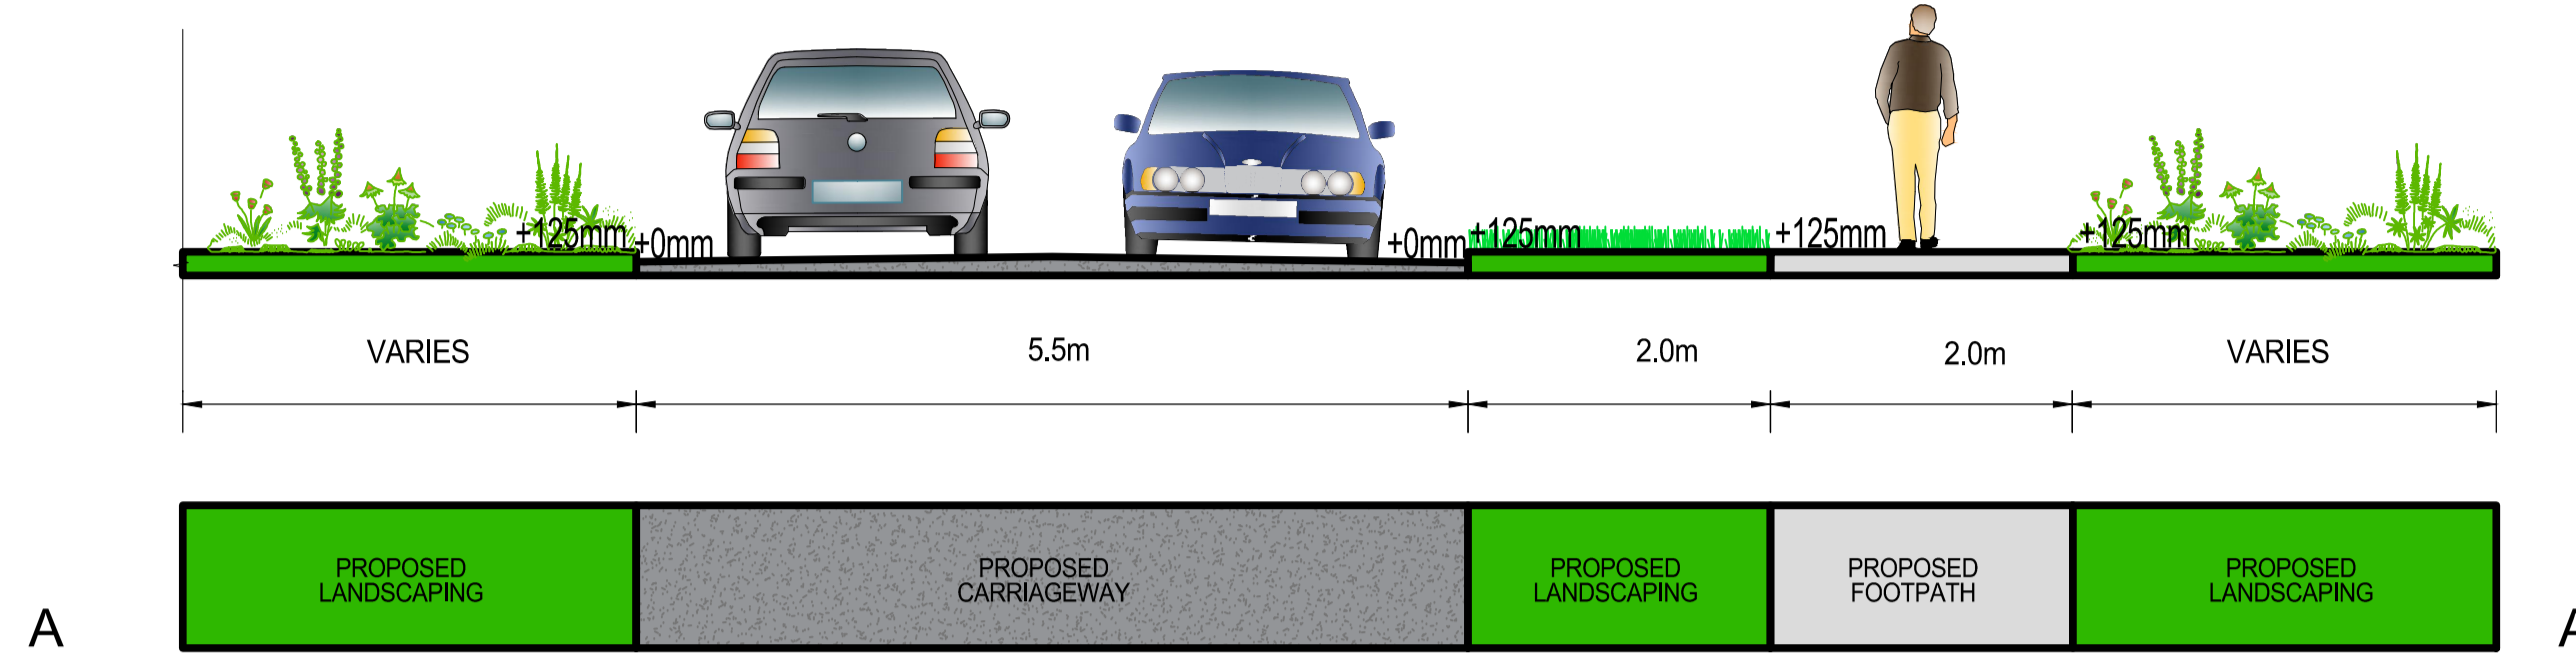 +125mm +0mm +0mm +125mm +125mm +125mm
VARIES 5.5m 2.0m 2.0m VARIES
PROPOSED LANDSCAPING
PROPOSED CARRIAGEWAY
PROPOSED LANDSCAPING
PROPOSED FOOTPATH
PROPOSED LANDSCAPING
A A